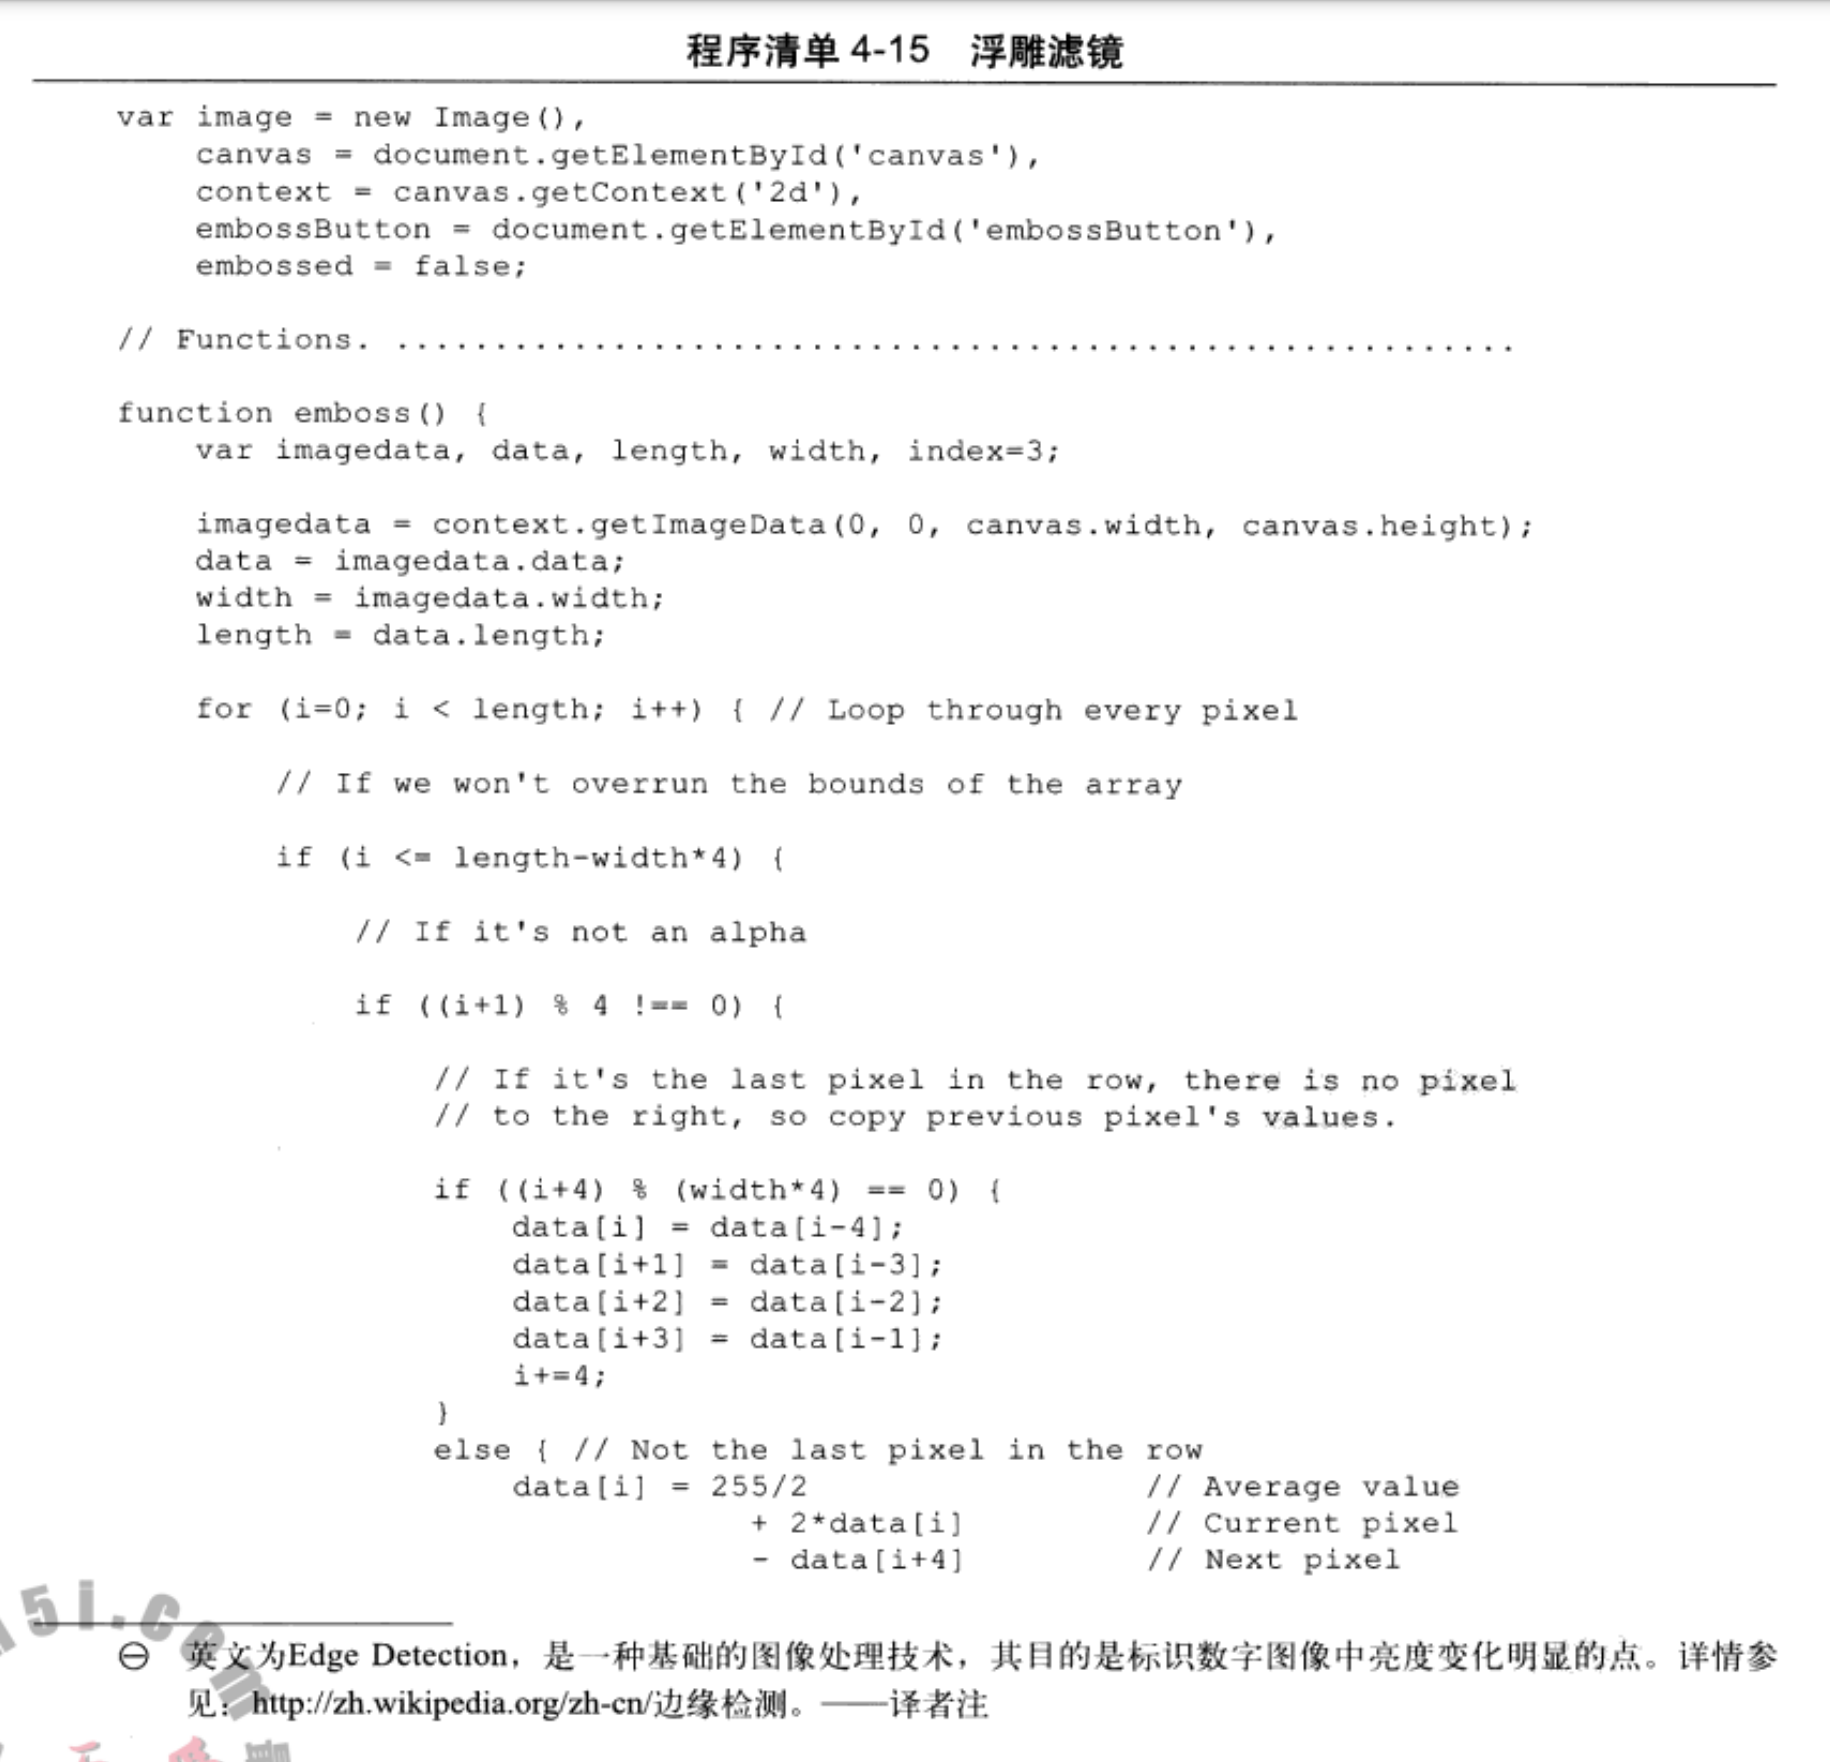 程序清单 4-15 浮雕滤镜
var image = new Image(),
    canvas = document.getElementById('canvas'),
    context = canvas.getContext('2d'),
    embossButton = document.getElementById('embossButton'),
    embossed = false;
// Functions. .........................................................
function emboss() {
    var imagedata, data, length, width, index=3;
    imagedata = context.getImageData(0, 0, canvas.width, canvas.height);
    data = imagedata.data;
    width = imagedata.width;
    length = data.length;
    for (i=0; i < length; i++) { // Loop through every pixel
        // If we won't overrun the bounds of the array
        if (i <= length-width*4) {
            // If it's not an alpha
            if ((i+1) % 4 !== 0) {
                // If it's the last pixel in the row, there is no pixel
                // to the right, so copy previous pixel's values.
                if ((i+4) % (width*4) == 0) {
                    data[i] = data[i-4];
                    data[i+1] = data[i-3];
                    data[i+2] = data[i-2];
                    data[i+3] = data[i-1];
                    i+=4;
                }
                else { // Not the last pixel in the row
                    data[i] = 255/2 // Average value
                            + 2*data[i] // Current pixel
                            - data[i+4] // Next pixel
㊀ 英文为Edge Detection，是一种基础的图像处理技术，其目的是标识数字图像中亮度变化明显的点。详情参
见：http://zh.wikipedia.org/zh-cn/边缘检测。——译者注
51.com